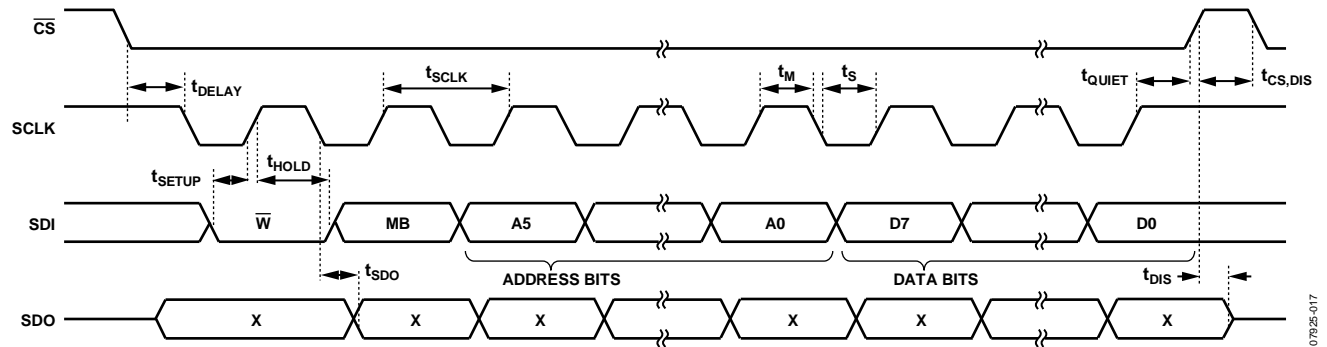 CS
tDELAY
tSCLK
tM
tS
tQUIET
tCS,DIS
SCLK
tSETUP
tHOLD
SDI
W
MB
A5
A0
D7
D0
tSDO
ADDRESS BITS
DATA BITS
tDIS
SDO
X
X
X
X
X
X
07925-017